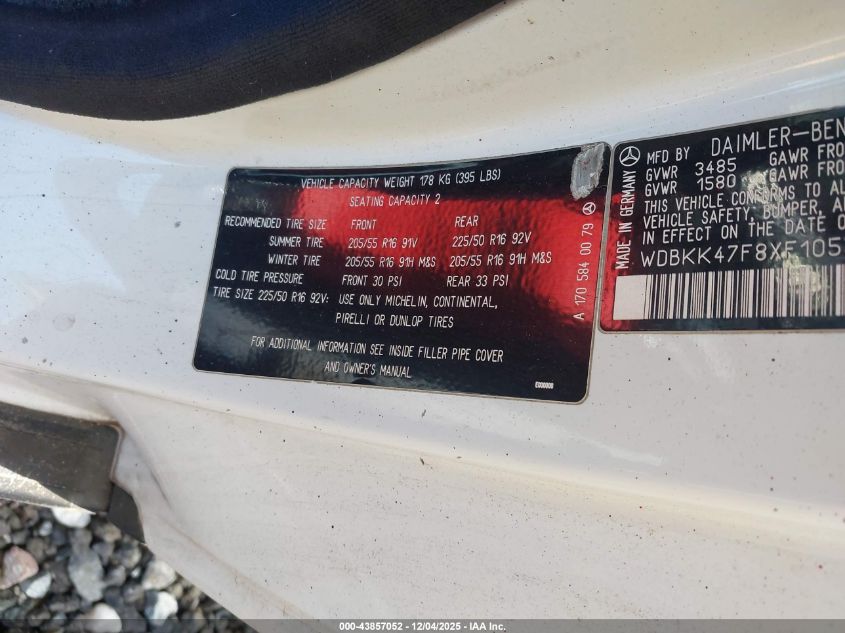 VEHICLE CAPACITY WEIGHT 178 KG (395 LBS)
SEATING CAPACITY 2
RECOMMENDED TIRE SIZE FRONT REAR
SUMMER TIRE 205/55 R16 91V 225/50 R16 92V
WINTER TIRE 205/55 R16 91H M&S 205/55 R16 91H M&S
COLD TIRE PRESSURE FRONT 30 PSI REAR 33 PSI
TIRE SIZE 225/50 R16 92V: USE ONLY MICHELIN, CONTINENTAL,
PIRELLI OR DUNLOP TIRES
FOR ADDITIONAL INFORMATION SEE INSIDE FILLER PIPE COVER
AND OWNER'S MANUAL
A 170 584 00 79
MADE IN GERMANY
MFD BY DAIMLER-BEN
GVWR 3485 GAWR FRO
GVWR 1580 GAWR FRO
THIS VEHICLE CONFORMS TO AL
VEHICLE SAFETY, BUMPER, A
IN EFFECT ON THE DATE OF
WDBKK47F8XF105
000-43857052 • 12/04/2025 • IAA Inc.